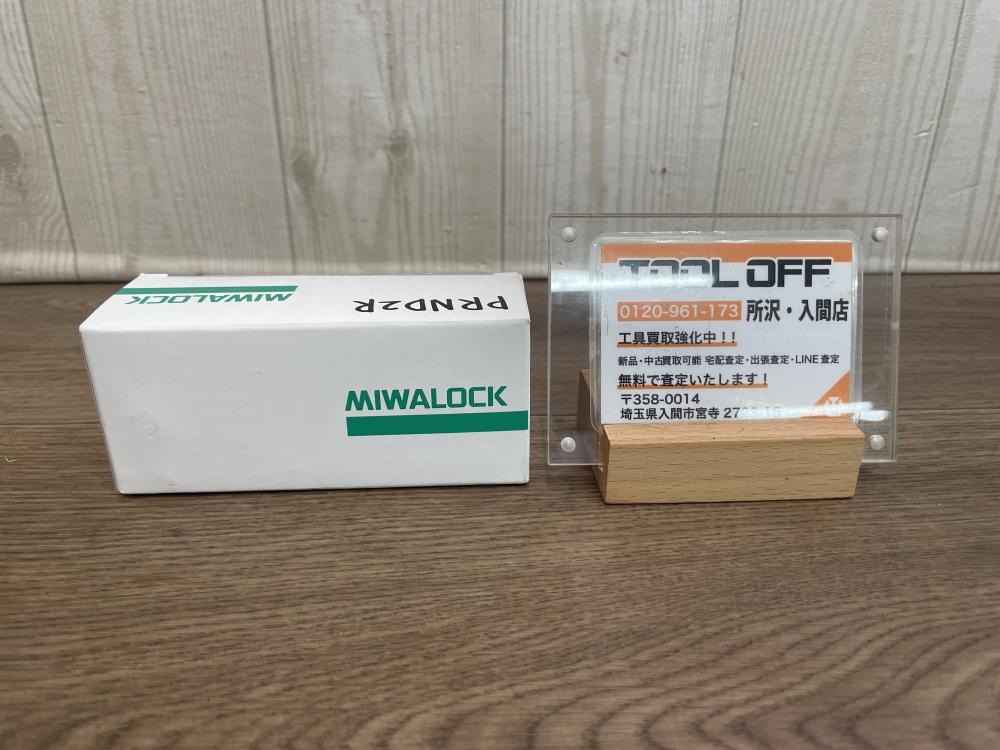 MIWALOCK
PRND2R
MIWALOCK
TOOL OFF
0120-961-173 所沢・入間店
工具買取強化中!!
新品・中古買取可能 宅配査定・出張査定・LINE査定
無料で査定いたします!
〒358-0014
埼玉県入間市宮寺